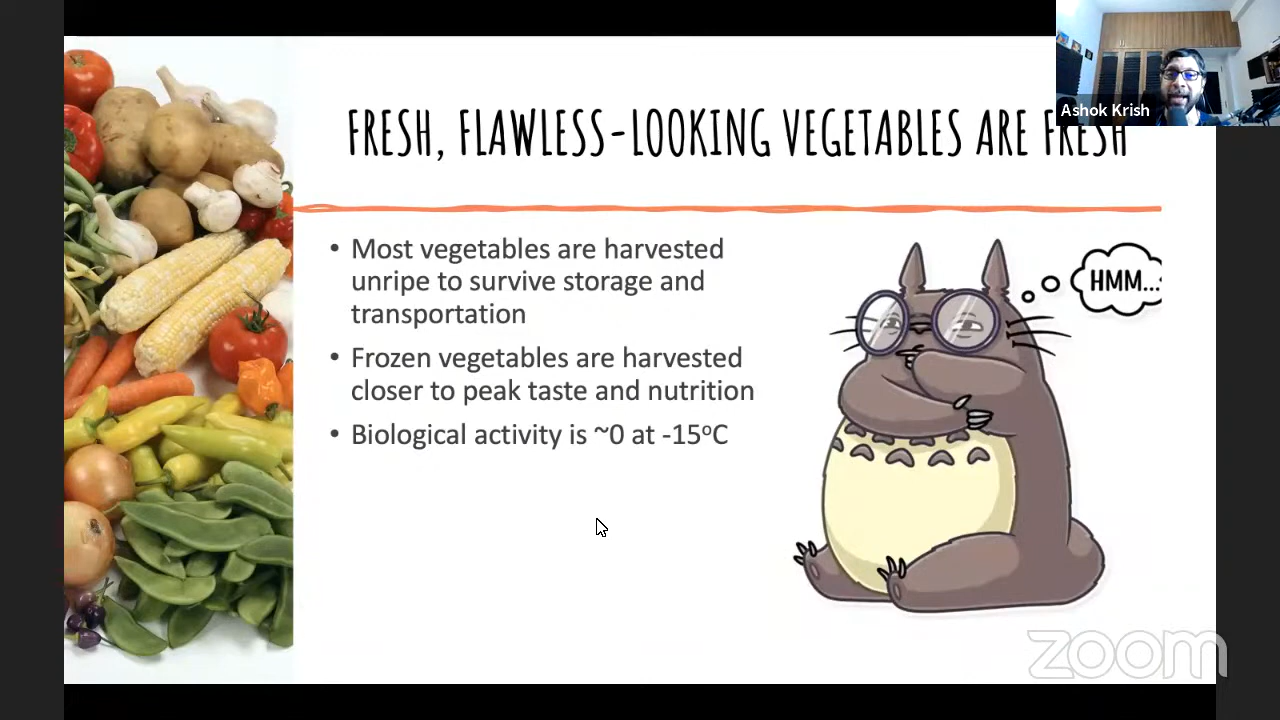 Ashok Krish
FRESH, FLAWLESS-LOOKING VEGETABLES ARE FRESH
• Most vegetables are harvested
unripe to survive storage and
transportation
• Frozen vegetables are harvested
closer to peak taste and nutrition
• Biological activity is ~0 at -15ºC
HMM...
zoom